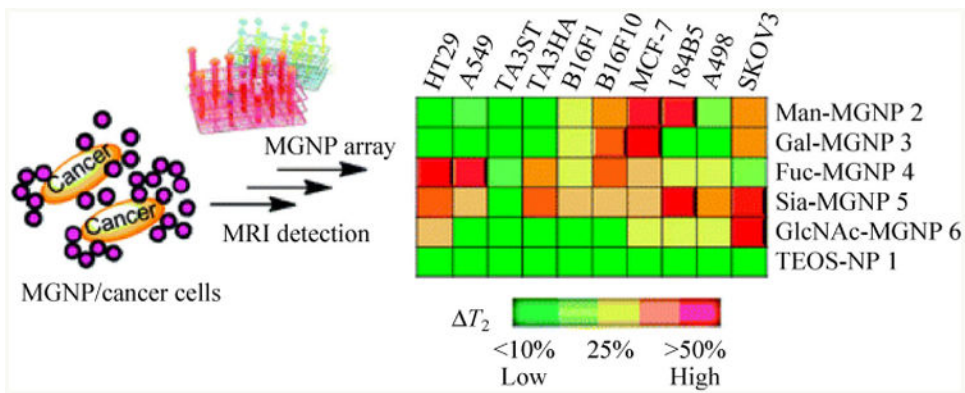 HT29
A549
TA3ST
TA3HA
B16F1
B16F10
MCF-7
184B5
A498
SKOV3
Man-MGNP 2
Gal-MGNP 3
Fuc-MGNP 4
Sia-MGNP 5
GlcNAc-MGNP 6
TEOS-NP 1
MGNP array
MRI detection
Cancer
Cancer
MGNP/cancer cells
ΔT2
<10% 25% >50%
Low High